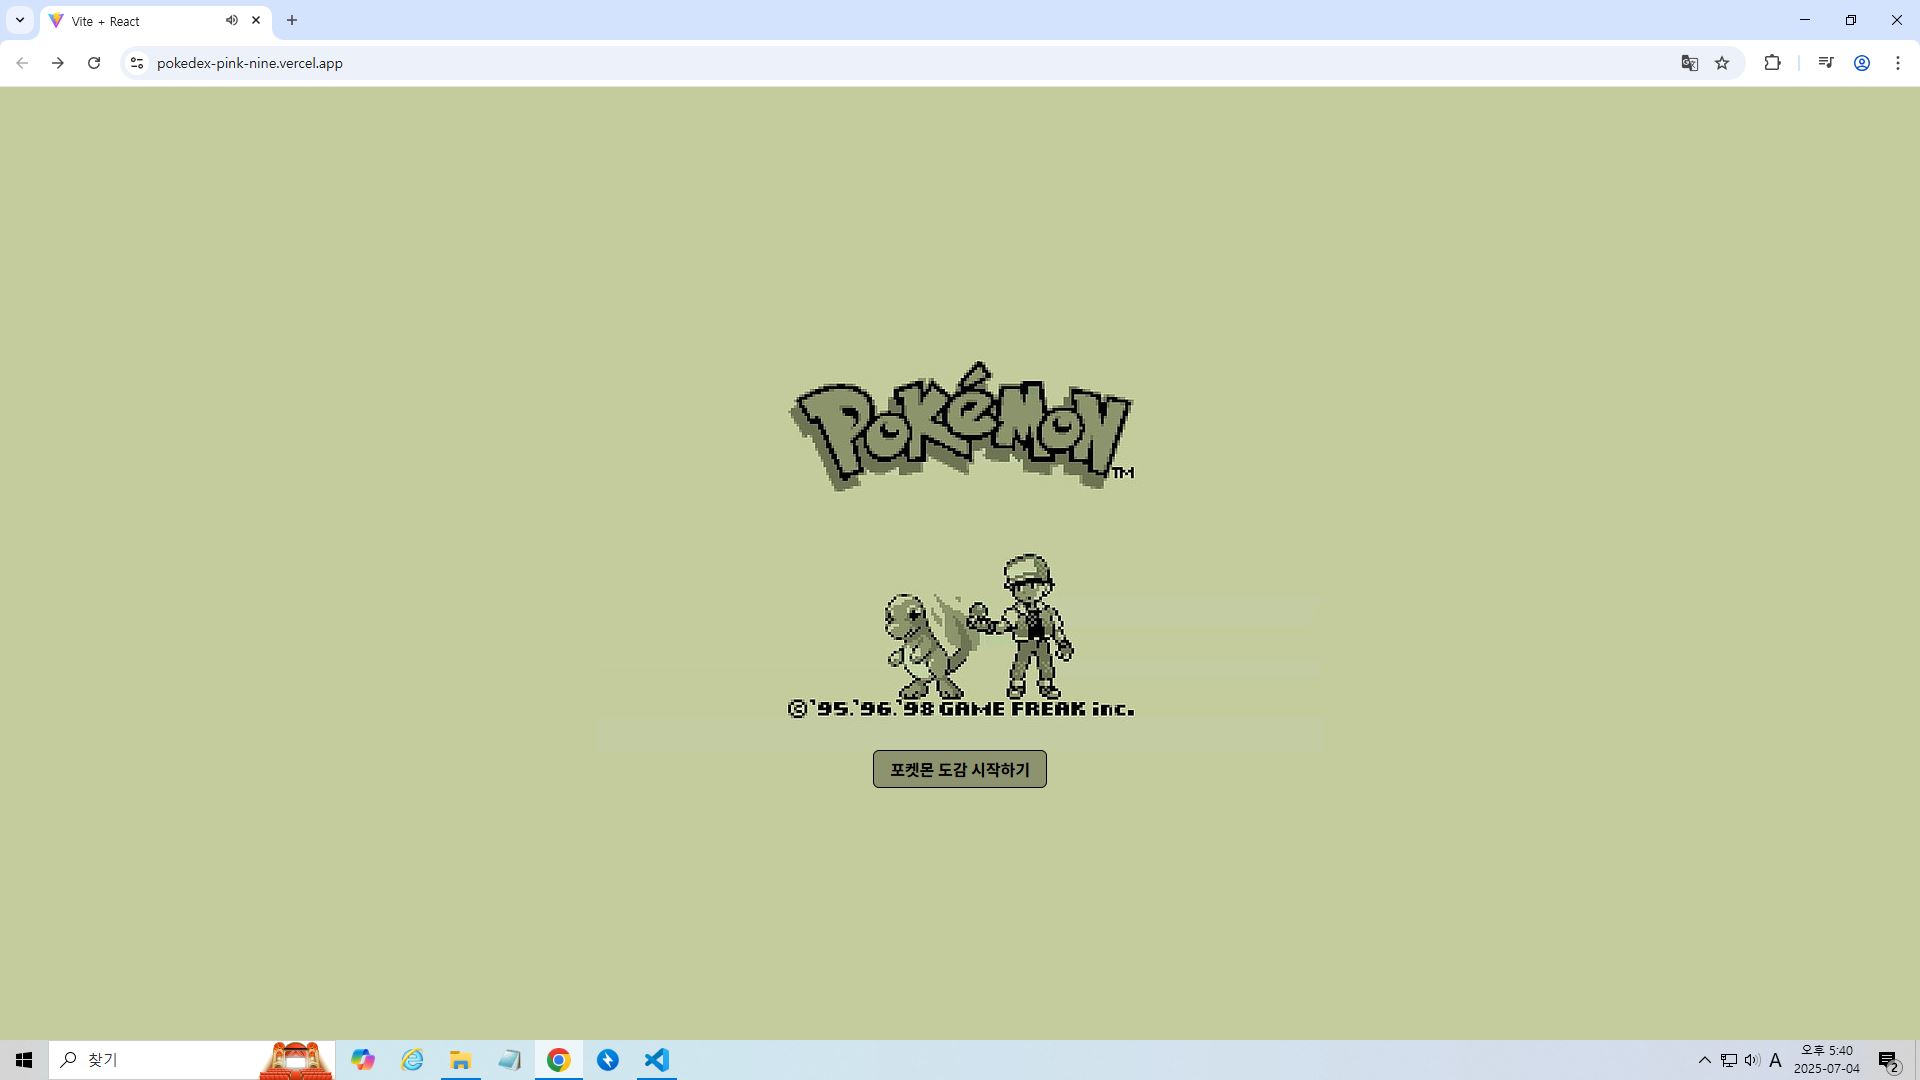 Vite + React
pokedex-pink-nine.vercel.app
POKéMON
TM
©'95.'96.'98 GAME FREAK inc.
포켓몬 도감 시작하기
찾기
A
오후 5:40
2025-07-04
2